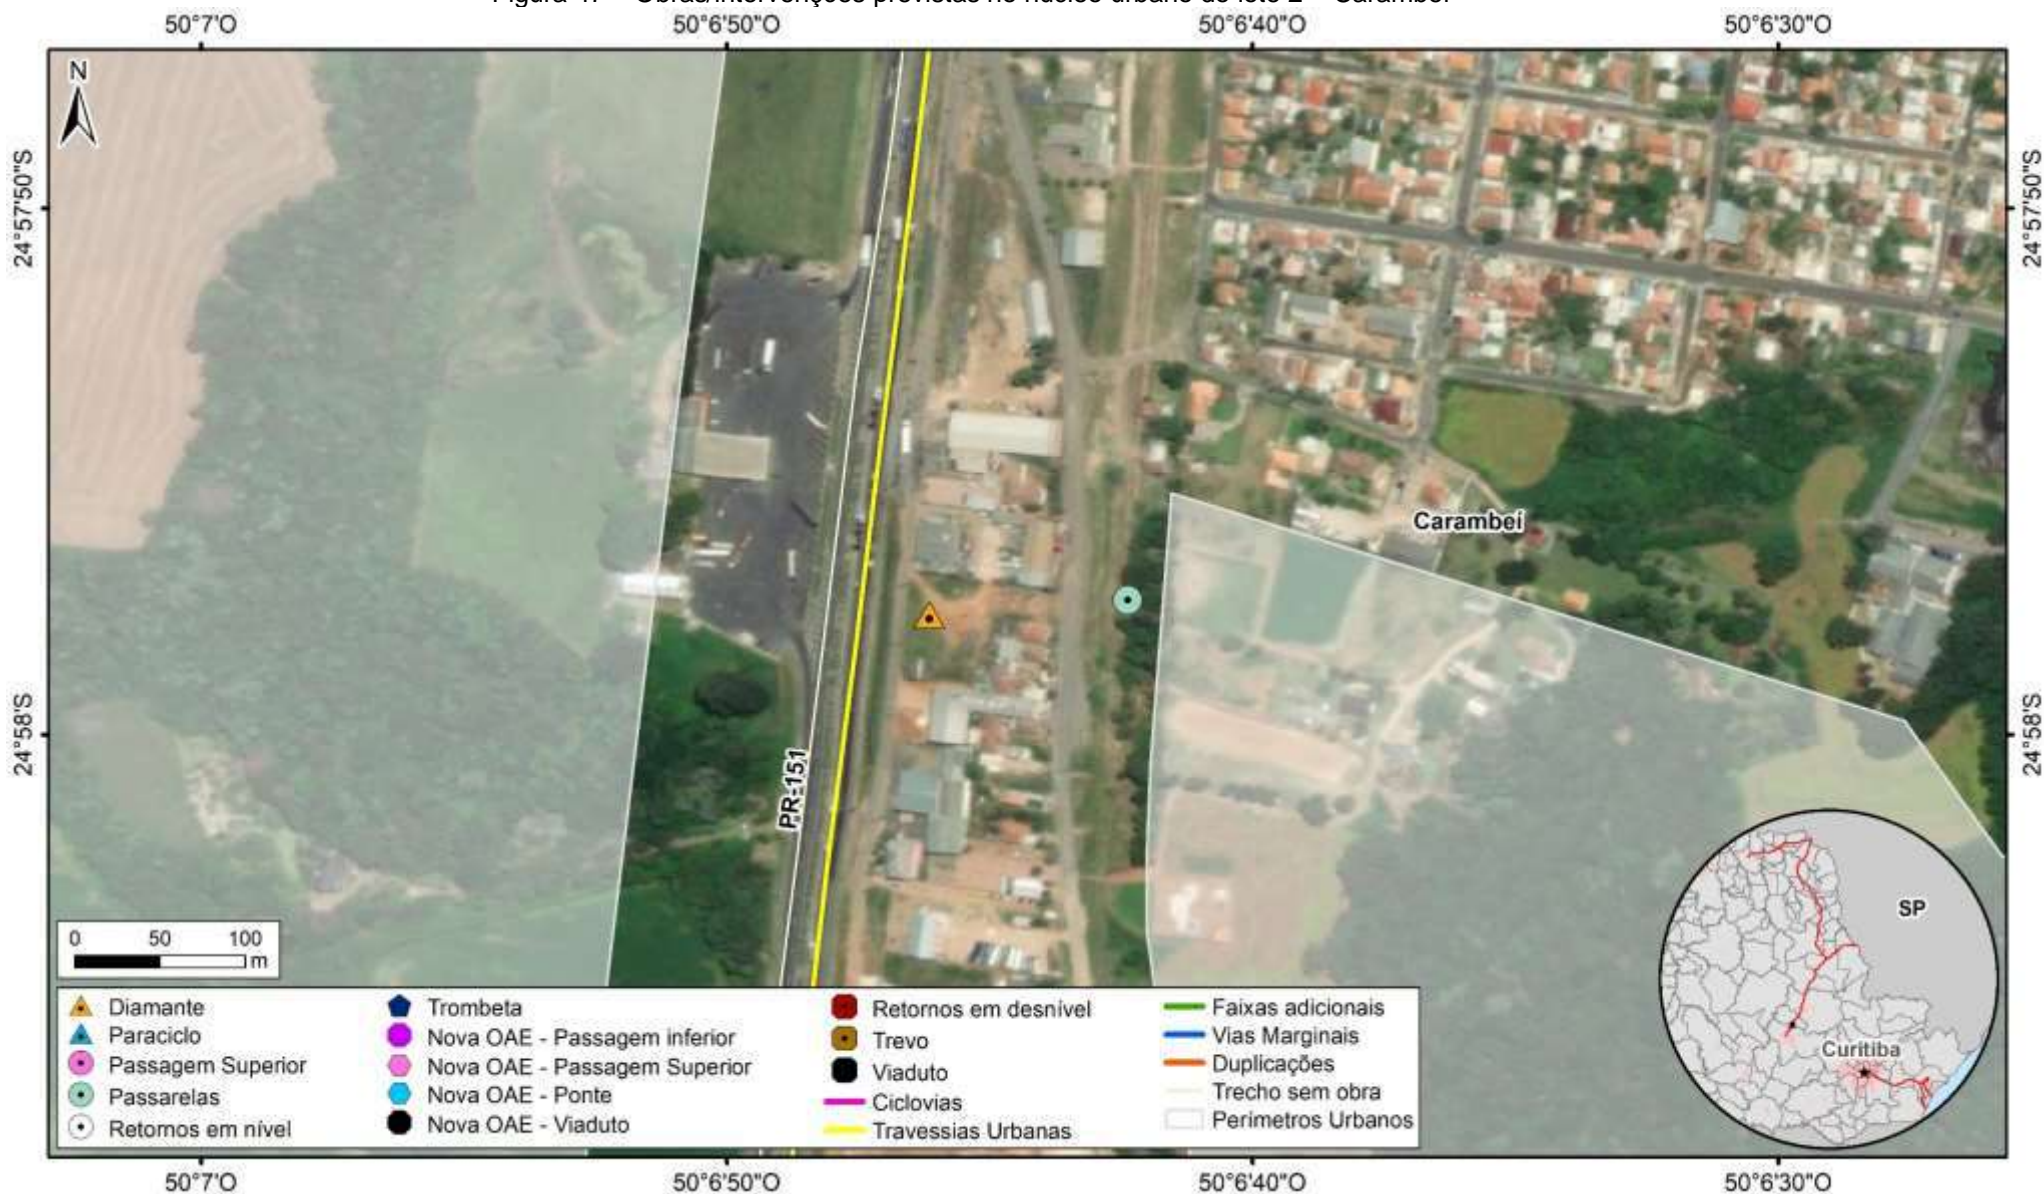 50°7'O 50°6'50"O 50°6'40"O 50°6'30"O
N
24°57'50"S 24°57'50"S
Carambeí
24°58'S 24°58'S
PR-151
SP
Curitiba
0 50 100
m
Diamante
Paraciclo
Passagem Superior
Passarelas
Retornos em nível
Trombeta
Nova OAE - Passagem inferior
Nova OAE - Passagem Superior
Nova OAE - Ponte
Nova OAE - Viaduto
Retornos em desnível
Trevo
Viaduto
Ciclovias
Travessias Urbanas
Faixas adicionais
Vias Marginais
Duplicações
Trecho sem obra
Perímetros Urbanos
50°7'O 50°6'50"O 50°6'40"O 50°6'30"O